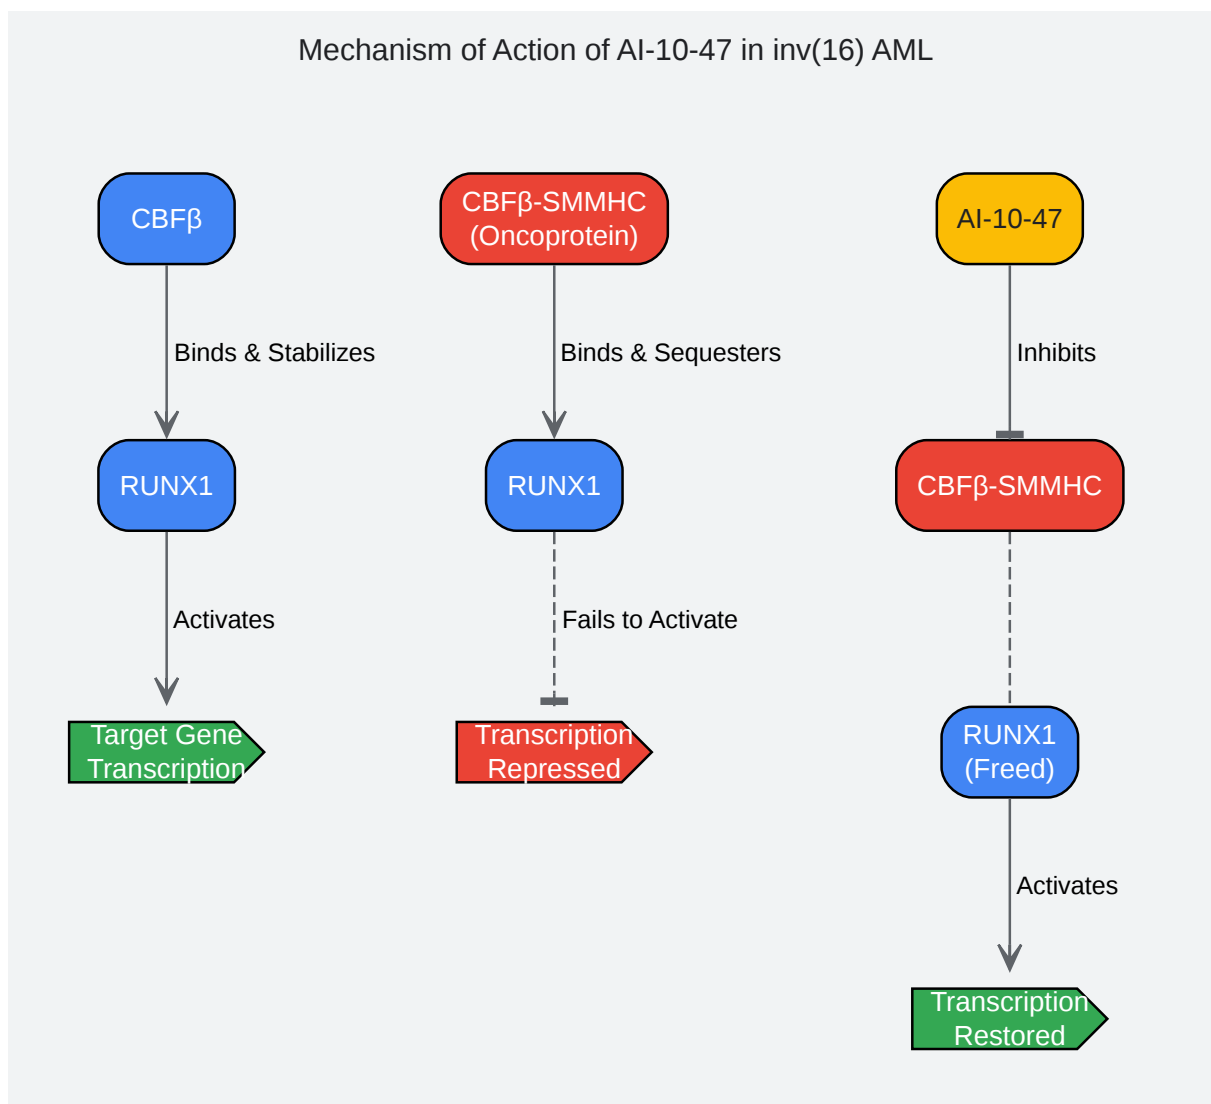 Mechanism of Action of AI-10-47 in inv(16) AML
CBFβ
Binds & Stabilizes
RUNX1
Activates
Target Gene
Transcription
CBFβ-SMMHC
(Oncoprotein)
Binds & Sequesters
RUNX1
Fails to Activate
Transcription
Repressed
AI-10-47
Inhibits
CBFβ-SMMHC
RUNX1
(Freed)
Activates
Transcription
Restored